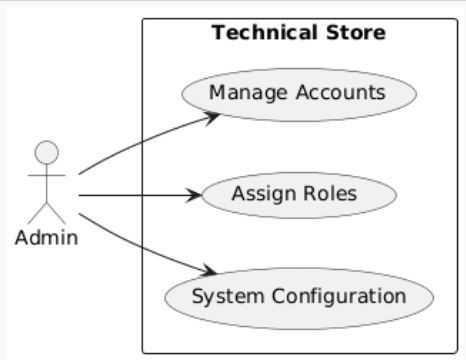 Technical Store
Manage Accounts
Assign Roles
Admin
System Configuration